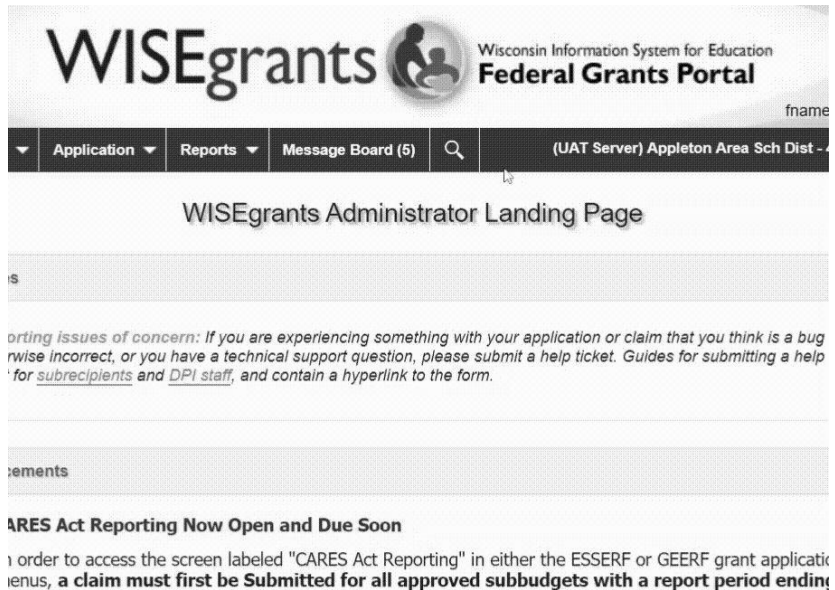 WISEgrants
Wisconsin Information System for Education
Federal Grants Portal
fname
Application Reports Message Board (5) (UAT Server) Appleton Area Sch Dist -
WISEgrants Administrator Landing Page
es
orting issues of concern: If you are experiencing something with your application or claim that you think is a bug
rwise incorrect, or you have a technical support question, please submit a help ticket. Guides for submitting a help
for subrecipients and DPI staff, and contain a hyperlink to the form.
cements
ARES Act Reporting Now Open and Due Soon
n order to access the screen labeled "CARES Act Reporting" in either the ESSERF or GEERF grant applicatio
enus, a claim must first be Submitted for all approved subbudgets with a report period ending